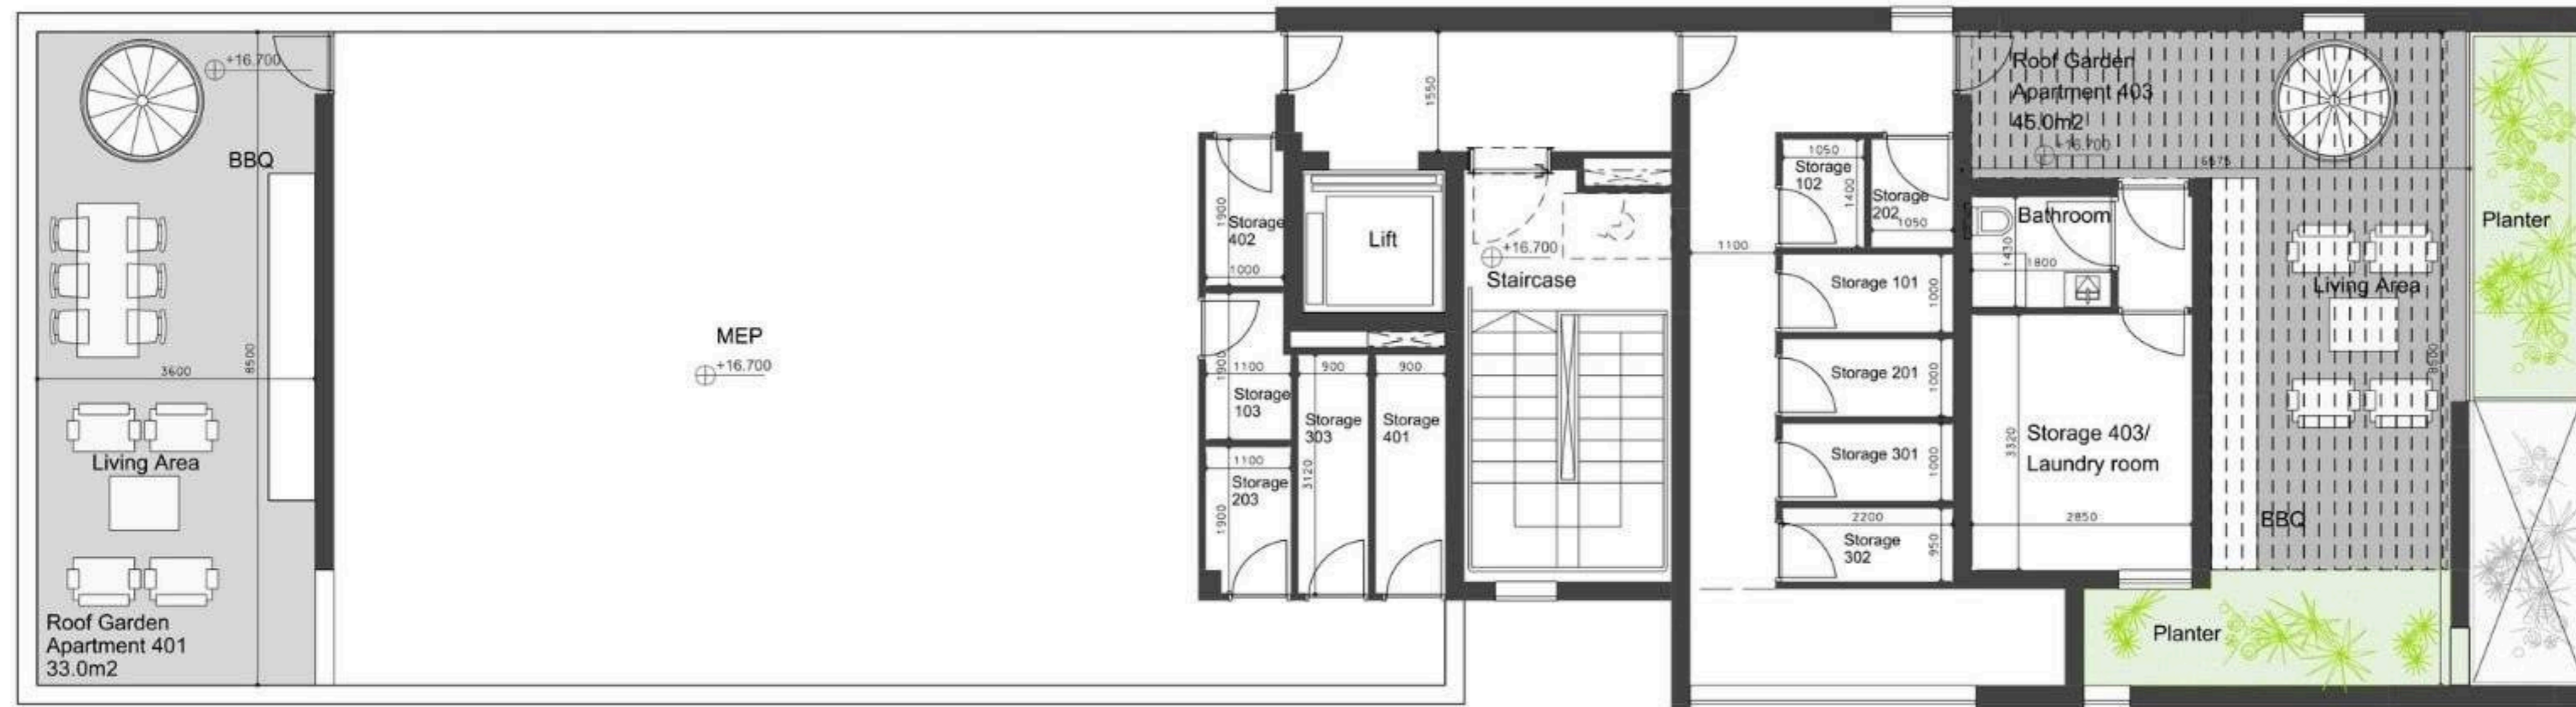 +16.700
BBQ
3600
8500
Living Area
Roof Garden
Apartment 401
33.0m2
MEP
+16.700
1550
1900
Storage
402
1000
Lift
+16.700
Staircase
1900
1100
Storage
103
900
Storage
303
900
Storage
401
1100
Storage
203
1900
3120
1100
1050
Storage
102
1400
Storage
202
1050
Storage 101
1000
Storage 201
1000
Storage 301
1000
2200
Storage
302
950
Roof Garden
Apartment 403
45.0m2
+16.700
6575
Bathroom
1430
1800
Storage 403/
Laundry room
3320
2850
Living Area
8500
BBQ
Planter
Planter